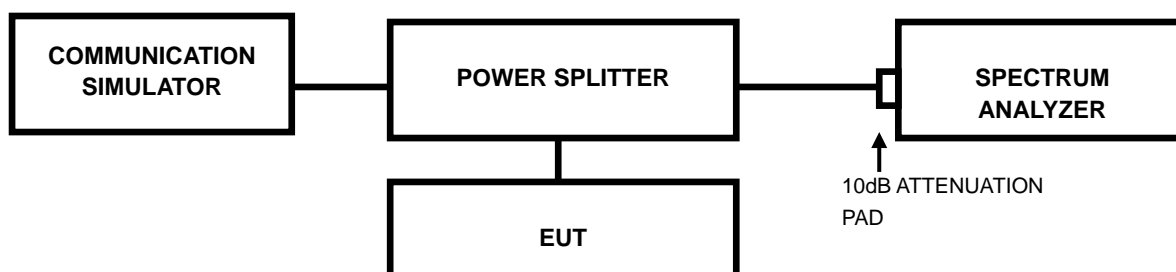 COMMUNICATION
SIMULATOR
POWER SPLITTER
SPECTRUM
ANALYZER
10dB ATTENUATION
PAD
EUT